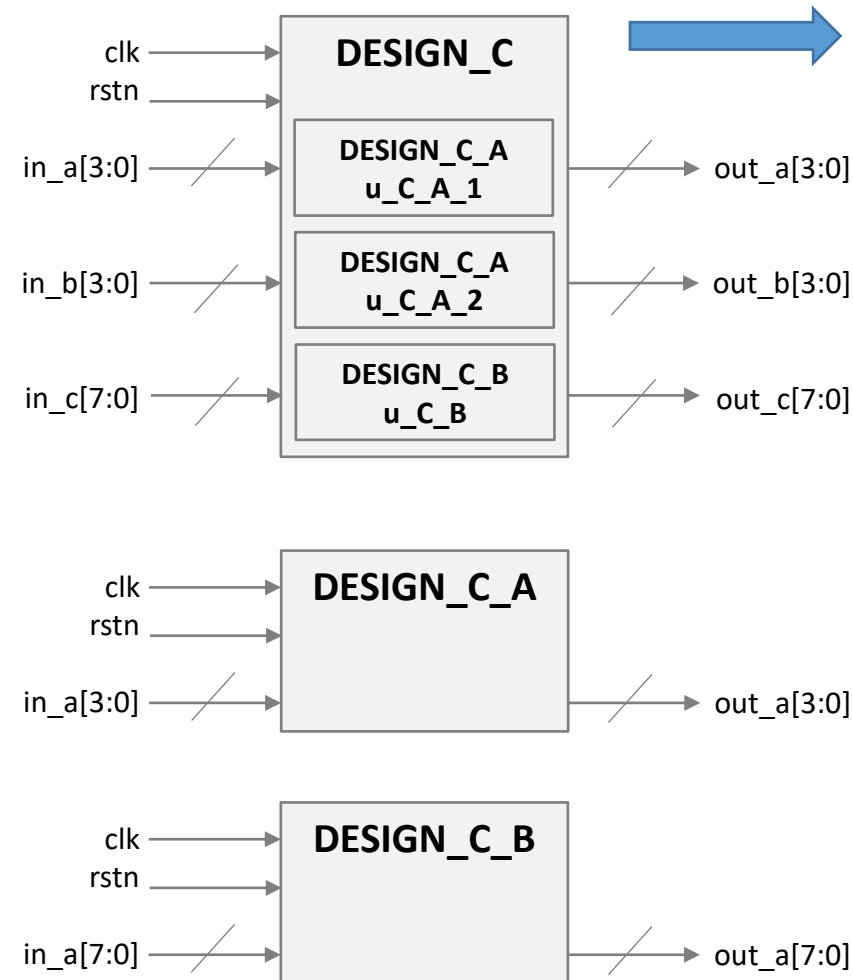 clk
DESIGN_C
rstn
in_a[3:0]
DESIGN_C_A
u_C_A_1
out_a[3:0]
in_b[3:0]
DESIGN_C_A
u_C_A_2
out_b[3:0]
in_c[7:0]
DESIGN_C_B
u_C_B
out_c[7:0]
clk
DESIGN_C_A
rstn
in_a[3:0]
out_a[3:0]
clk
DESIGN_C_B
rstn
in_a[7:0]
out_a[7:0]